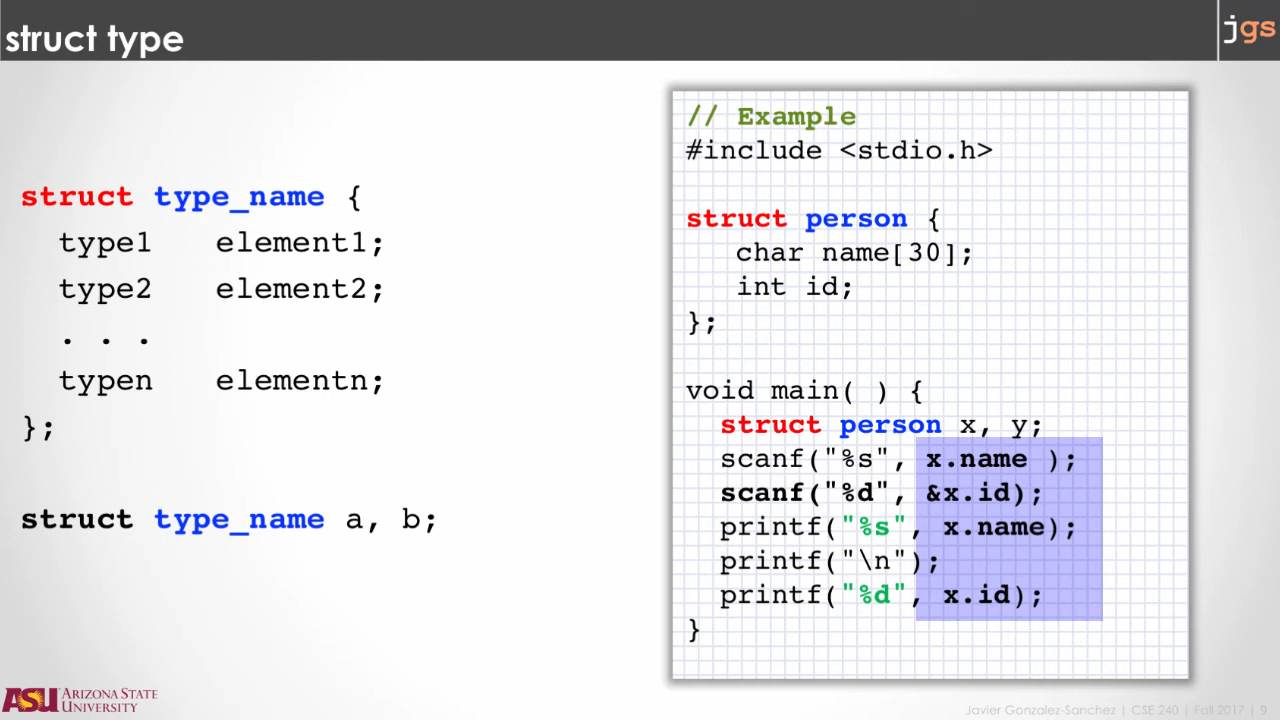 struct type
jgs
struct type_name {
type1 element1;
type2 element2;
. . .
typen elementn;
};
struct type_name a, b;
// Example
#include <stdio.h>
struct person {
char name[30];
int id;
};
void main( ) {
struct person x, y;
scanf("%s", x.name );
scanf("%d", &x.id);
printf("%s", x.name);
printf("\n");
printf("%d", x.id);
}
ASU ARIZONA STATE
UNIVERSITY
Javier Gonzalez-Sanchez | CSE 240 | Fall 2017 | 9